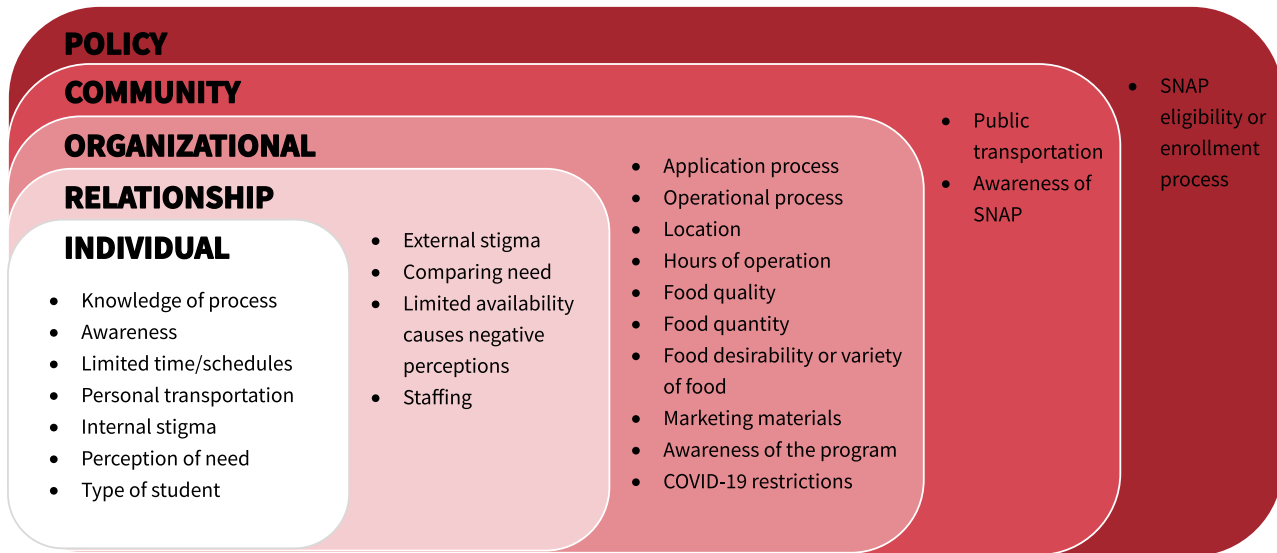 POLICY
COMMUNITY
ORGANIZATIONAL
RELATIONSHIP
INDIVIDUAL
• Knowledge of process
• Awareness
• Limited time/schedules
• Personal transportation
• Internal stigma
• Perception of need
• Type of student
• External stigma
• Comparing need
• Limited availability
causes negative
perceptions
• Staffing
• Application process
• Operational process
• Location
• Hours of operation
• Food quality
• Food quantity
• Food desirability or variety
of food
• Marketing materials
• Awareness of the program
• COVID-19 restrictions
• Public
transportation
• Awareness of
SNAP
• SNAP
eligibility or
enrollment
process